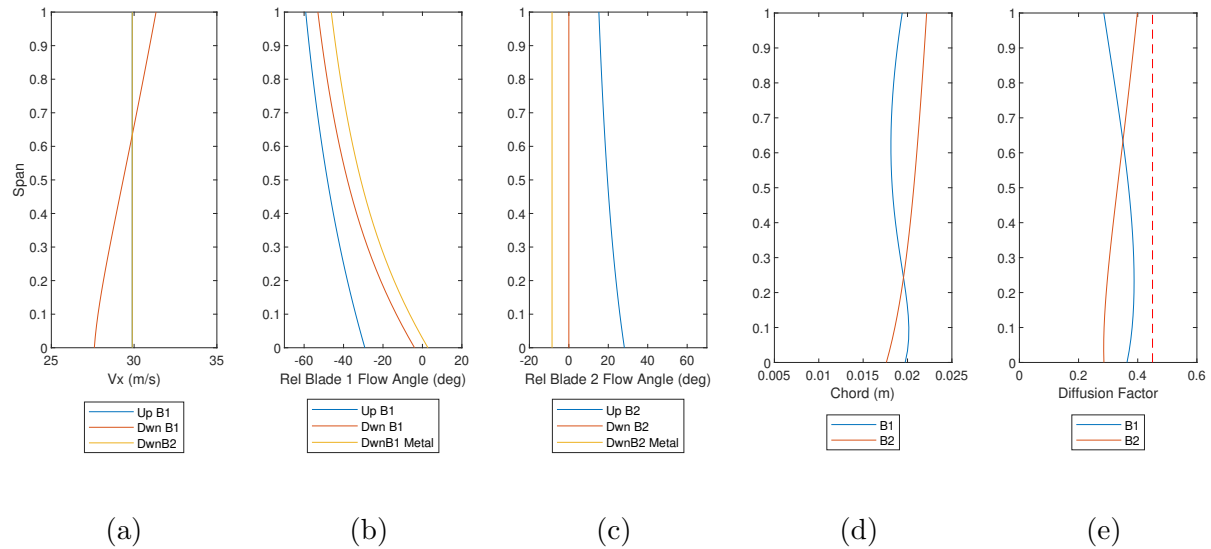 1
0.9
0.8
0.7
0.6
0.5
0.4
0.3
0.2
0.1
0
Span
25 30 35
Vx (m/s)
Up B1
Dwn B1
DwnB2
(a)
1
0.9
0.8
0.7
0.6
0.5
0.4
0.3
0.2
0.1
0
-60 -40 -20 0 20
Rel Blade 1 Flow Angle (deg)
Up B1
Dwn B1
DwnB1 Metal
(b)
1
0.9
0.8
0.7
0.6
0.5
0.4
0.3
0.2
0.1
0
-20 0 20 40 60
Rel Blade 2 Flow Angle (deg)
Up B2
Dwn B2
DwnB2 Metal
(c)
1
0.9
0.8
0.7
0.6
0.5
0.4
0.3
0.2
0.1
0
0.005 0.01 0.015 0.02 0.025
Chord (m)
B1
B2
(d)
1
0.9
0.8
0.7
0.6
0.5
0.4
0.3
0.2
0.1
0
0 0.2 0.4 0.6
Diffusion Factor
B1
B2
(e)